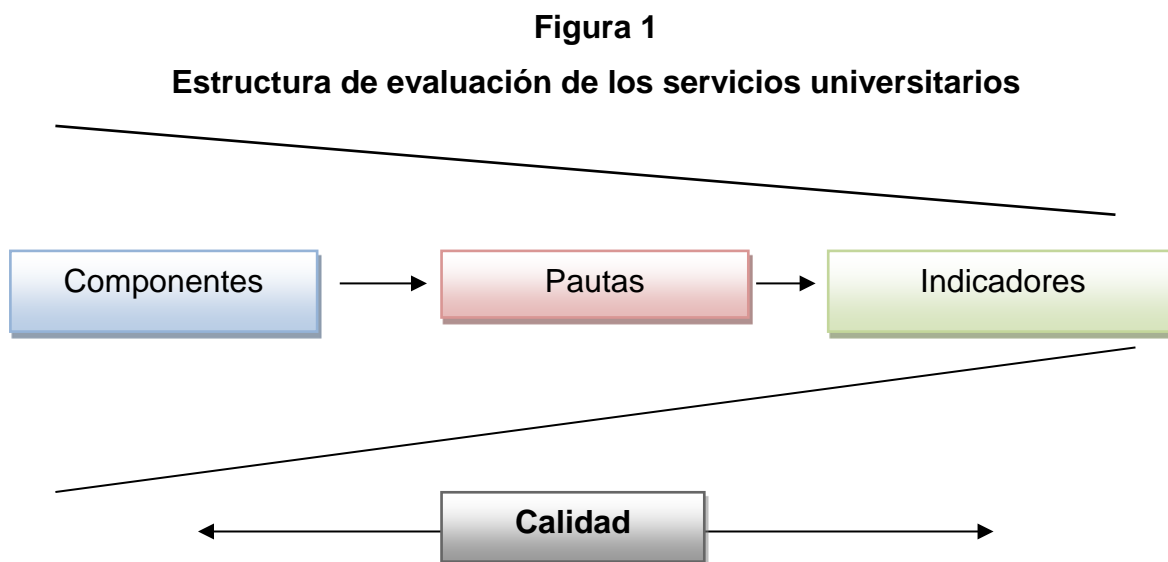 Figura 1
Estructura de evaluación de los servicios universitarios
Componentes
Pautas
Indicadores
Calidad